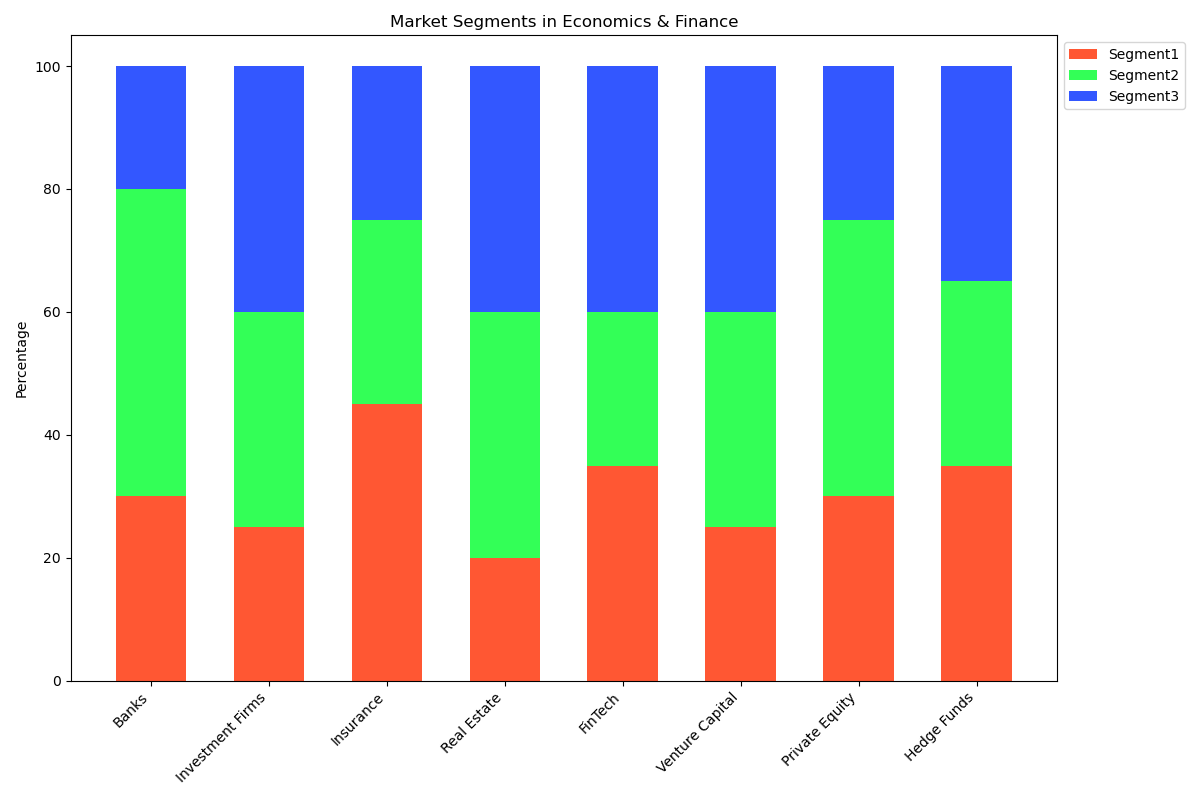 Market Segments in Economics & Finance
Segment1
Segment2
Segment3
Percentage
100
80
60
40
20
0
Banks
Investment Firms
Insurance
Real Estate
FinTech
Venture Capital
Private Equity
Hedge Funds